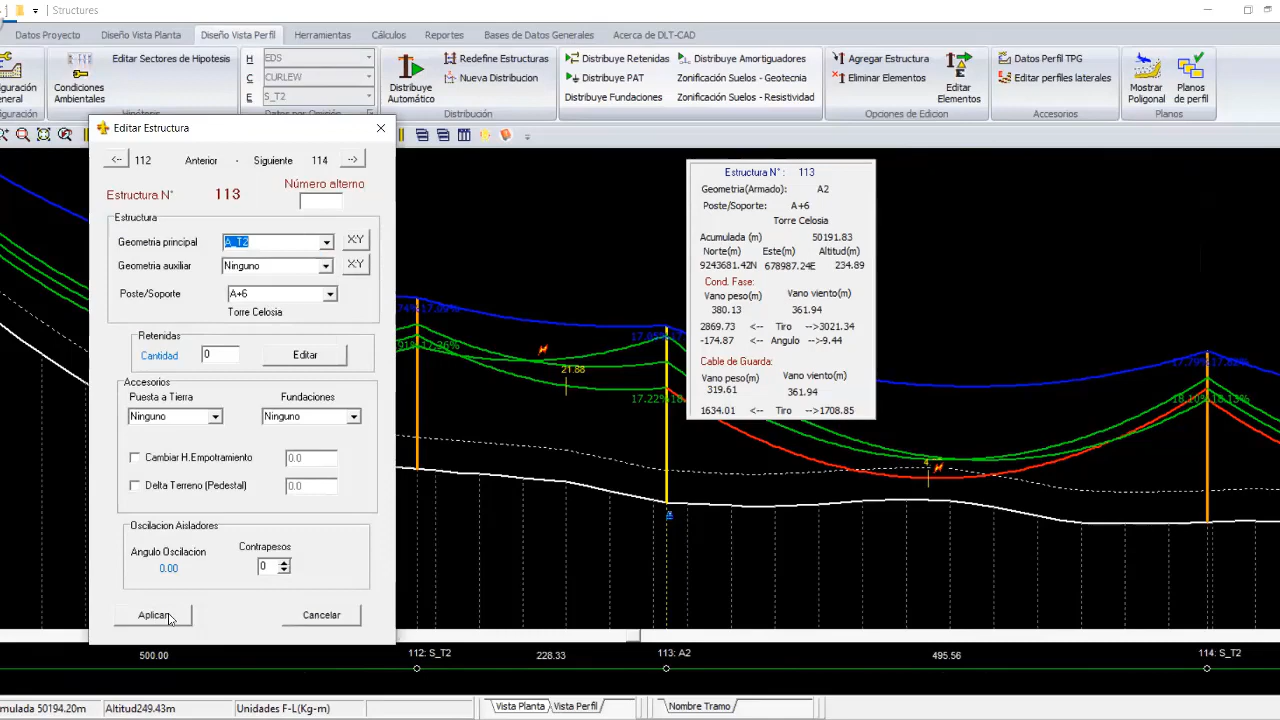 Structures
Datos Proyecto
Diseño Vista Planta
Diseño Vista Perfil
Herramientas
Cálculos
Reportes
Bases de Datos Generales
Acerca de DLT-CAD
Condiciones
Ambientales
Editar Sectores de Hipotesis
H EDS
C CURLEW
E S_T2
Distribuye
Automático
Redefine Estructuras
Nueva Distribucion
Distribución
Distribuye Retenidas
Distribuye PAT
Distribuye Fundaciones
Distribuye Amortiguadores
Zonificación Suelos - Geotecnia
Zonificación Suelos - Resistividad
Agregar Estructura
Eliminar Elementos
Editar
Elementos
Opciones de Edicion
Datos Perfil TPG
Editar perfiles laterales
Accesorios
Mostrar
Poligonal
Planos
de perfil
Planos
Editar Estructura
<-- 112 Anterior - Siguiente 114 -->
Estructura N° 113
Número alterno
Estructura
Geometria principal A_T2 X.Y
Geometria auxiliar Ninguno X.Y
Poste/Soporte A+6
Torre Celosia
Retenidas
Cantidad 0 Editar
Accesorios
Puesta a Tierra Fundaciones
Ninguno Ninguno
Cambiar H.Empotramiento 0.0
Delta Terreno (Pedestal) 0.0
Oscilacion Aisladores
Angulo Oscilacion Contrapesos
0.00 0
Aplicar Cancelar
Estructura N° : 113
Geometria(Armado): A2
Poste/Soporte: A+6
Torre Celosia
Acumulada (m) 50191.83
Norte(m) Este(m) Altitud(m)
9243681.42N 678987.24E 234.89
Cond. Fase:
Vano peso(m) Vano viento(m)
380.13 361.94
2869.73 <-- Tiro -->3021.34
-174.87 <-- Angulo -->-9.44
Cable de Guarda:
Vano peso(m) Vano viento(m)
319.61 361.94
1634.01 <-- Tiro -->1708.85
21.88
500.00 112: S_T2 228.33 113: A2 495.56 114: S_T2
Altitud249.43m
Unidades F-L(Kg-m)
Vista Planta
Vista Perfil
Nombre Tramo